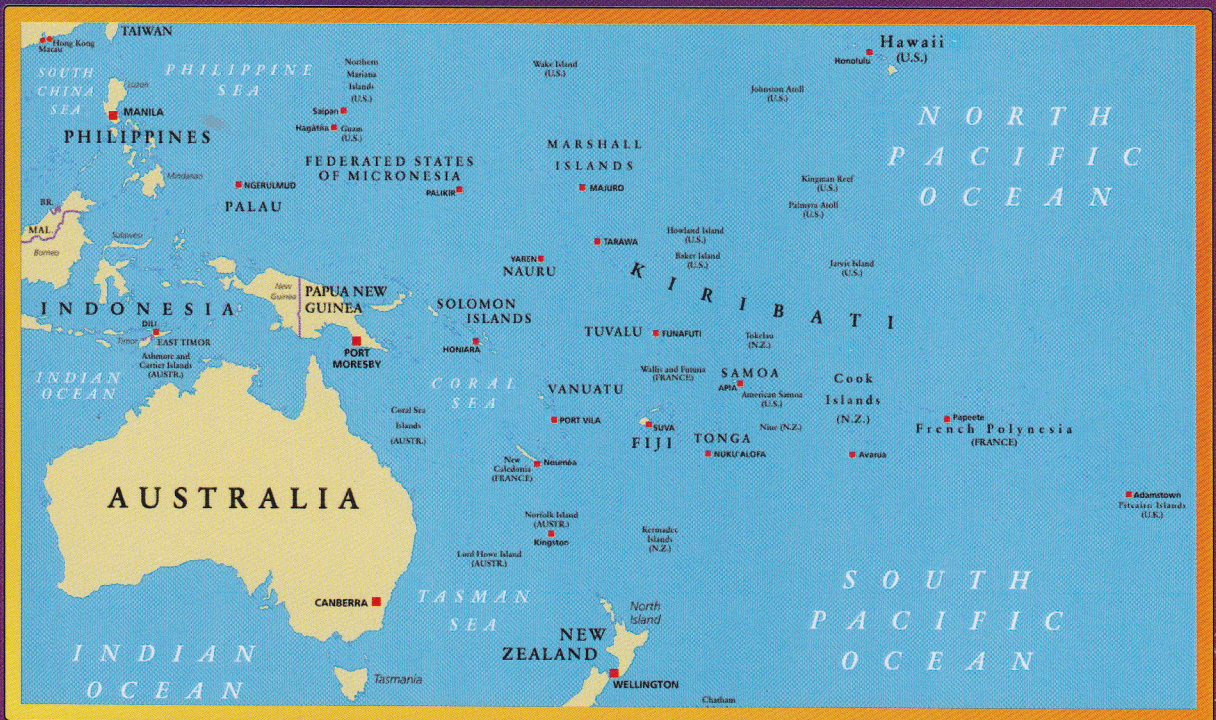 TAIWAN
Hong Kong
Macau
SOUTH
CHINA
SEA
PHILIPPINE
SEA
Luzon
MANILA
PHILIPPINES
Mindanao
Northern
Mariana
Islands
(U.S.)
Saipan
Hagåtña
Guam
(U.S.)
Wake Island
(U.S.)
Hawaii
(U.S.)
Honolulu
Johnston Atoll
(U.S.)
NORTH
PACIFIC
OCEAN
FEDERATED STATES
OF MICRONESIA
PALIKIR
MARSHALL
ISLANDS
MAJURO
NGERULMUD
PALAU
Kingman Reef
(U.S.)
Palmyra Atoll
(U.S.)
BR.
MAL.
Borneo
Sulawesi
TARAWA
Howland Island
(U.S.)
Baker Island
(U.S.)
Jarvis Island
(U.S.)
YAREN
NAURU
KIRIBATI
INDONESIA
New
Guinea
PAPUA NEW
GUINEA
PORT
MORESBY
SOLOMON
ISLANDS
HONIARA
TUVALU
FUNAFUTI
Tokelau
(N.Z.)
DILI
Timor
EAST TIMOR
Ashmore and
Cartier Islands
(AUSTR.)
INDIAN
OCEAN
CORAL
SEA
Coral Sea
Islands
(AUSTR.)
VANUATU
PORT VILA
Wallis and Futuna
(FRANCE)
SAMOA
APIA
American Samoa
(U.S.)
Cook
Islands
(N.Z.)
Niue (N.Z.)
SUVA
FIJI
TONGA
NUKU'ALOFA
Avarua
Papeete
French Polynesia
(FRANCE)
New
Caledonia
(FRANCE)
Nouméa
AUSTRALIA
Adamstown
Pitcairn Islands
(U.K.)
Norfolk Island
(AUSTR.)
Kingston
Kermadec
Islands
(N.Z.)
Lord Howe Island
(AUSTR.)
CANBERRA
TASMAN
SEA
North
Island
NEW
ZEALAND
WELLINGTON
SOUTH
PACIFIC
OCEAN
INDIAN
OCEAN
Tasmania
Chatham